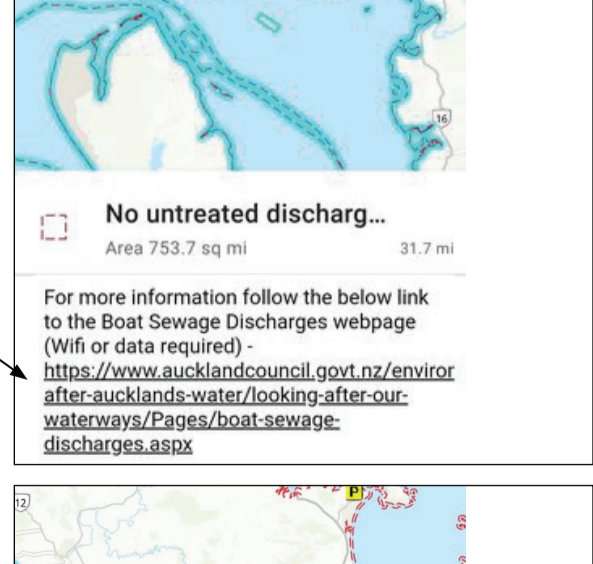 16
No untreated discharg...
Area 753.7 sq mi
31.7 mi
For more information follow the below link
to the Boat Sewage Discharges webpage
(Wifi or data required) -
https://www.aucklandcouncil.govt.nz/enviror
after-aucklands-water/looking-after-our-
waterways/Pages/boat-sewage-
discharges.aspx
12
P